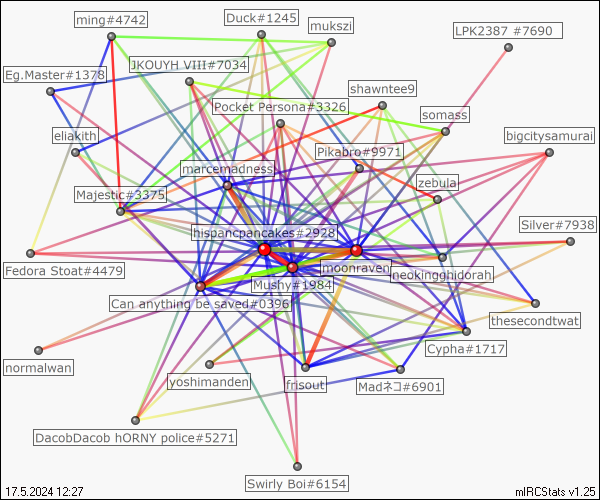 ming#4742
Duck#1245
mukszi
LPK2387 #7690
JKOUYH VIII#7034
Eg.Master#1378
shawntee9
Pocket Persona#3326
somass
eliakith
bigcitysamurai
Pikabro#9971
marcemadness
zebula
Majestic#3375
Silver#7938
hispancpancakes#2928
moonraven
Fedora Stoat#4479
neokingghidorah
Mushy#1984
Can anything be saved#0396
thesecondtwat
Cypha#1717
normalwan
yoshimanden
frisout
Madネコ#6901
DacobDacob hORNY police#5271
Swirly Boi#6154
17.5.2024 12:27
mIRCStats v1.25